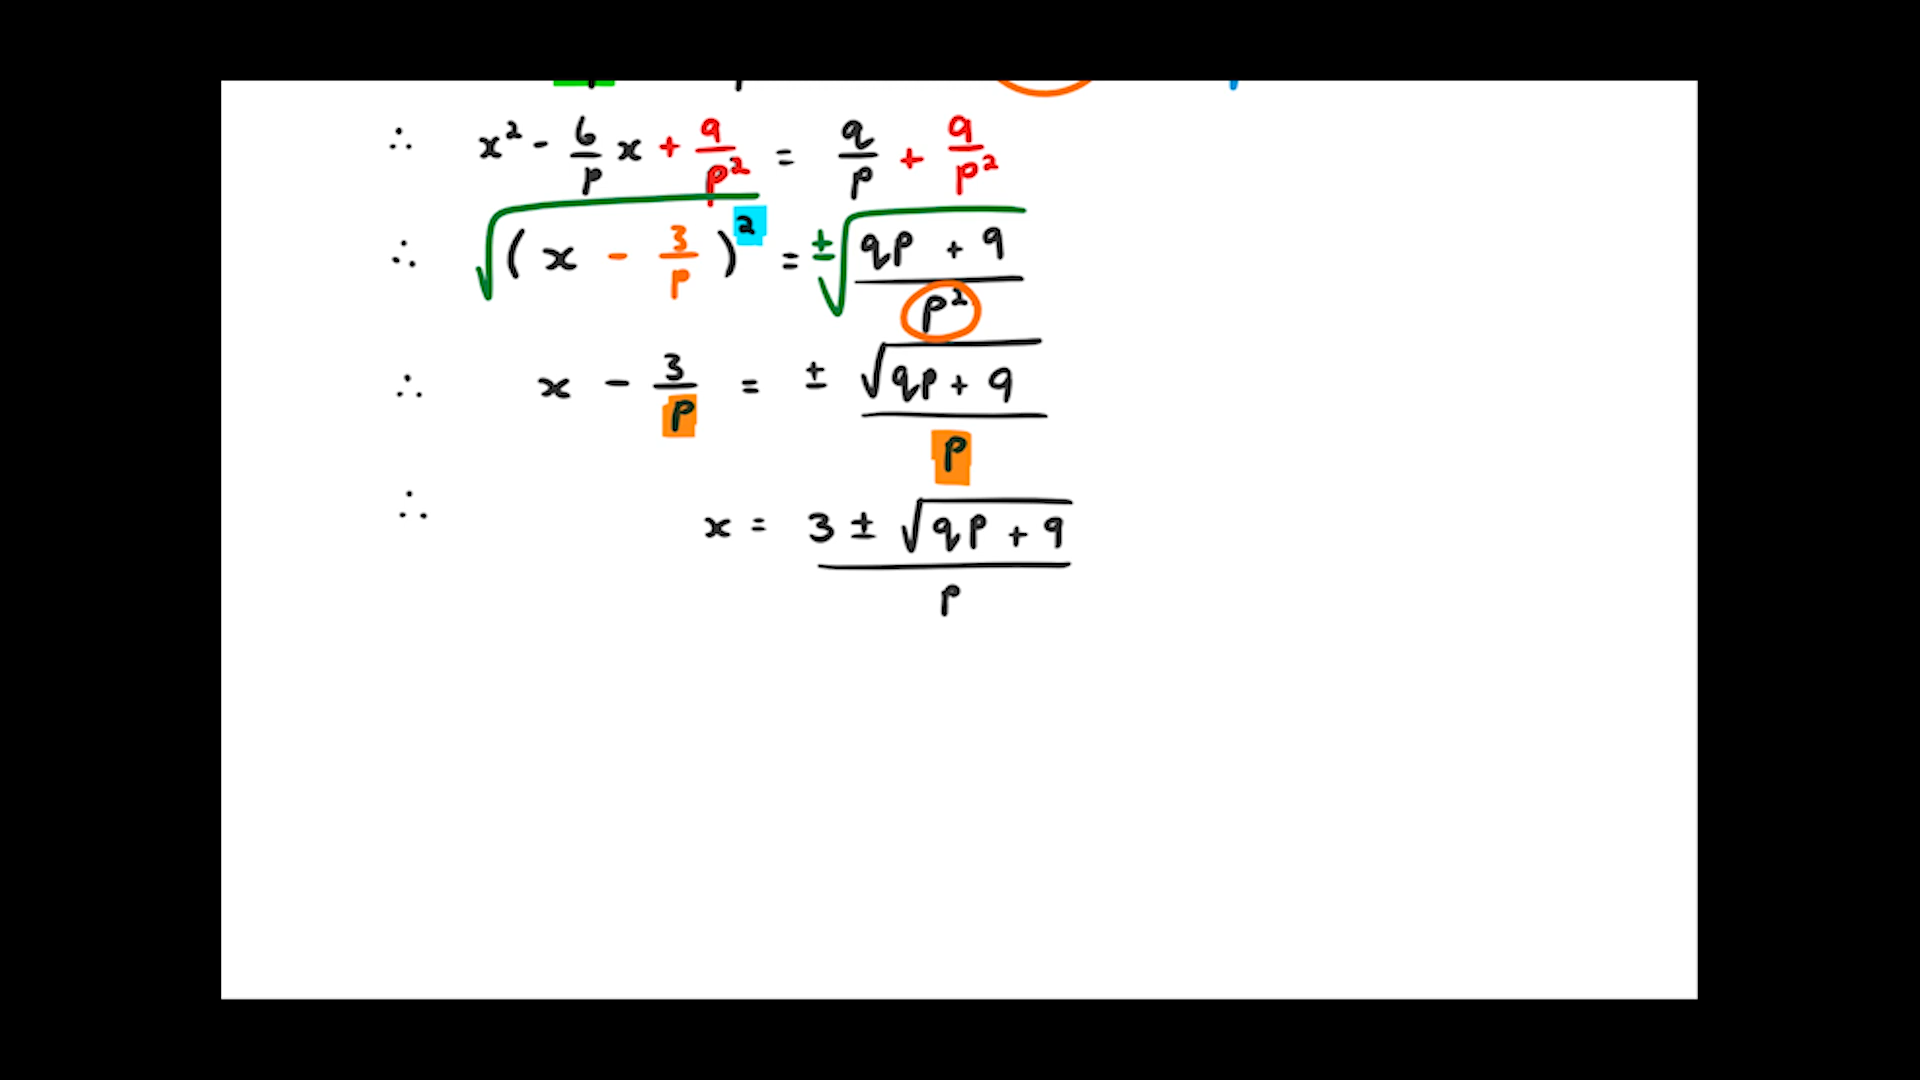 ∴ x² - 6/p x + 9/p² = q/p + 9/p²
∴ √(x - 3/p)² = ±√((qp + 9)/p²)
∴ x - 3/p = ± √(qp + 9)/p
∴ x = (3 ± √(qp + 9))/p